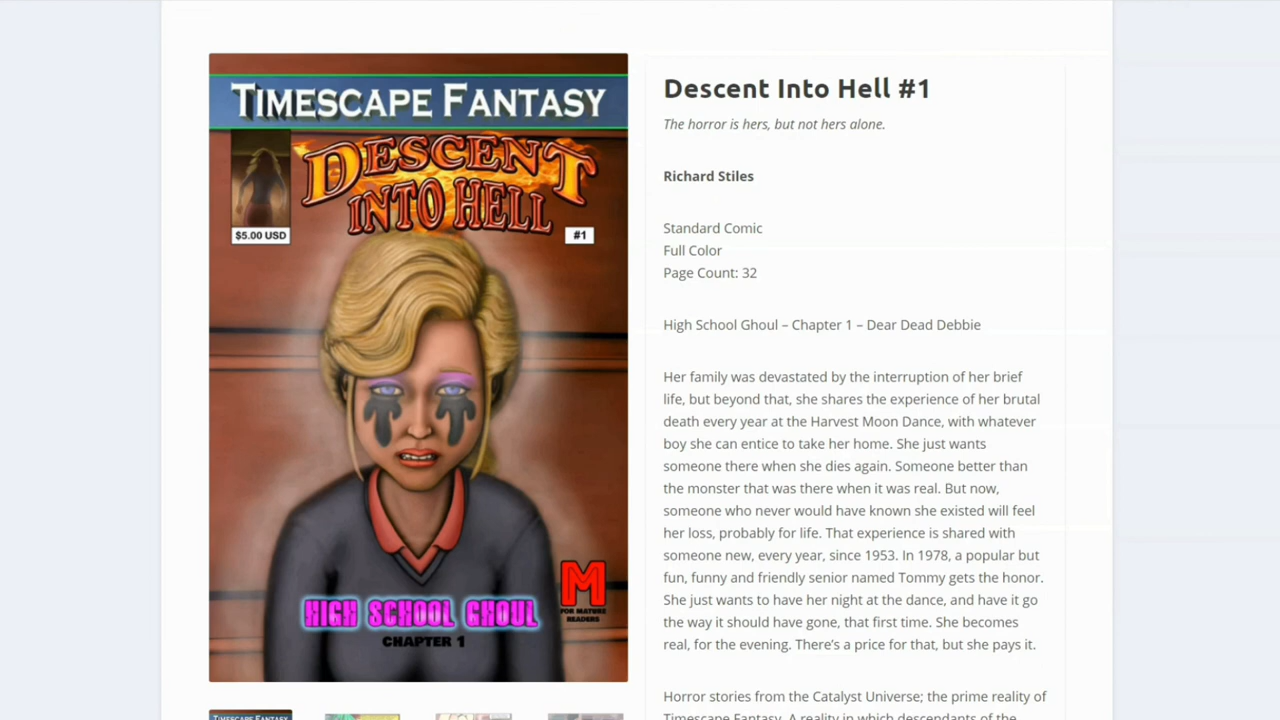 TIMESCAPE FANTASY
DESCENT
INTO HELL
$5.00 USD
#1
M
FOR MATURE
READERS
HIGH SCHOOL GHOUL
CHAPTER 1
TIMESCAPE FANTASY
Descent Into Hell #1
The horror is hers, but not hers alone.
Richard Stiles
Standard Comic
Full Color
Page Count: 32
High School Ghoul – Chapter 1 – Dear Dead Debbie
Her family was devastated by the interruption of her brief
life, but beyond that, she shares the experience of her brutal
death every year at the Harvest Moon Dance, with whatever
boy she can entice to take her home. She just wants
someone there when she dies again. Someone better than
the monster that was there when it was real. But now,
someone who never would have known she existed will feel
her loss, probably for life. That experience is shared with
someone new, every year, since 1953. In 1978, a popular but
fun, funny and friendly senior named Tommy gets the honor.
She just wants to have her night at the dance, and have it go
the way it should have gone, that first time. She becomes
real, for the evening. There’s a price for that, but she pays it.
Horror stories from the Catalyst Universe; the prime reality of
Timescape Fantasy. A reality in which descendants of the